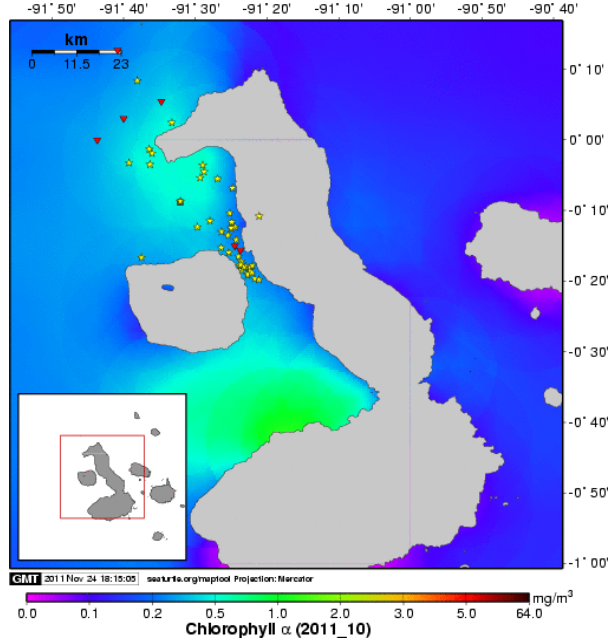 -91˚50' -91˚40' -91˚30' -91˚20' -91˚10' -91˚00' -90˚50' -90˚40'
km
0 11.5 23
0˚10'
0˚00'
-0˚10'
-0˚20'
-0˚30'
-0˚40'
-0˚50'
-1˚00'
GMT 2011 Nov 24 18:15:05 seaturtle.org/maptool Projection: Mercator
0.0 0.1 0.2 0.5 1.0 2.0 3.0 5.0 64.0 mg/m³
Chlorophyll α (2011_10)